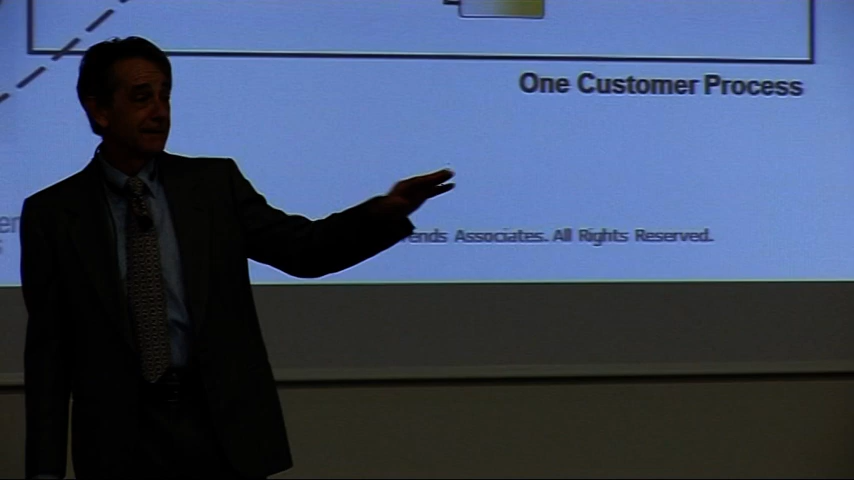 One Customer Process
ends Associates. All Rights Reserved.